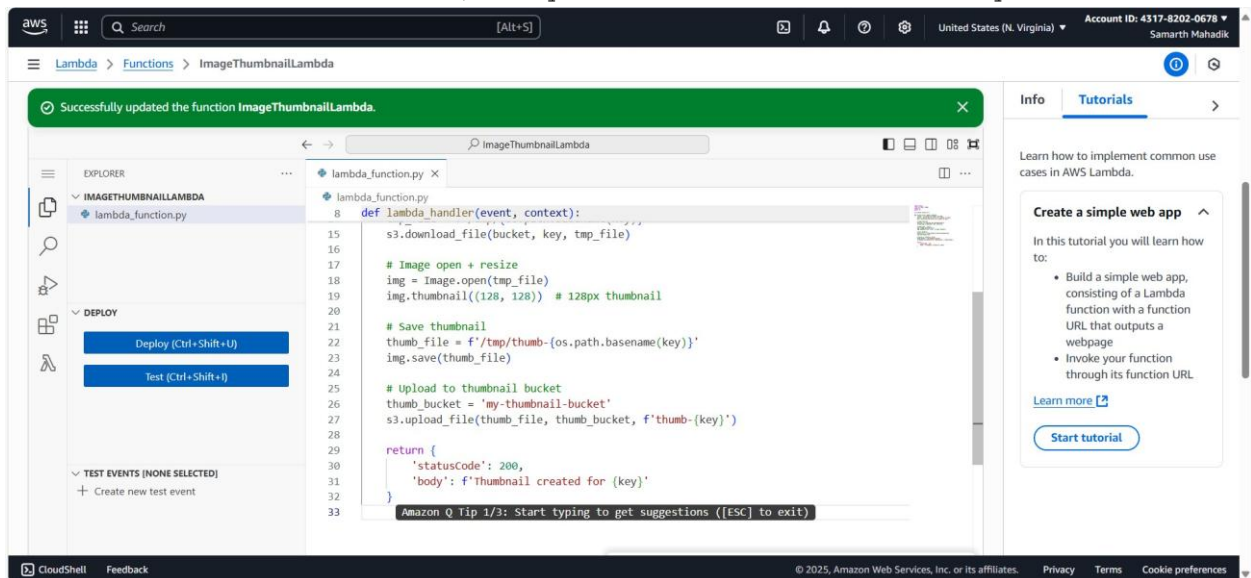 aws
Search [Alt+S]
United States (N. Virginia) ▼
Account ID: 4317-8202-0678 ▼
Samarth Mahadik
Lambda > Functions > ImageThumbnailLambda
Successfully updated the function ImageThumbnailLambda.
ImageThumbnailLambda
EXPLORER
IMAGETHUMBNAILLAMBDA
lambda_function.py
DEPLOY
Deploy (Ctrl+Shift+U)
Test (Ctrl+Shift+I)
TEST EVENTS [NONE SELECTED]
+ Create new test event
lambda_function.py
lambda_function.py
8 def lambda_handler(event, context):
15 s3.download_file(bucket, key, tmp_file)
16
17 # Image open + resize
18 img = Image.open(tmp_file)
19 img.thumbnail((128, 128)) # 128px thumbnail
20
21 # Save thumbnail
22 thumb_file = f'/tmp/thumb-{os.path.basename(key)}'
23 img.save(thumb_file)
24
25 # Upload to thumbnail bucket
26 thumb_bucket = 'my-thumbnail-bucket'
27 s3.upload_file(thumb_file, thumb_bucket, f'thumb-{key}')
28
29 return {
30 'statusCode': 200,
31 'body': f'Thumbnail created for {key}'
32 }
33 Amazon Q Tip 1/3: Start typing to get suggestions ([ESC] to exit)
Info Tutorials
Learn how to implement common use
cases in AWS Lambda.
Create a simple web app
In this tutorial you will learn how
to:
• Build a simple web app,
consisting of a Lambda
function with a function
URL that outputs a
webpage
• Invoke your function
through its function URL
Learn more
Start tutorial
CloudShell Feedback
© 2025, Amazon Web Services, Inc. or its affiliates. Privacy Terms Cookie preferences